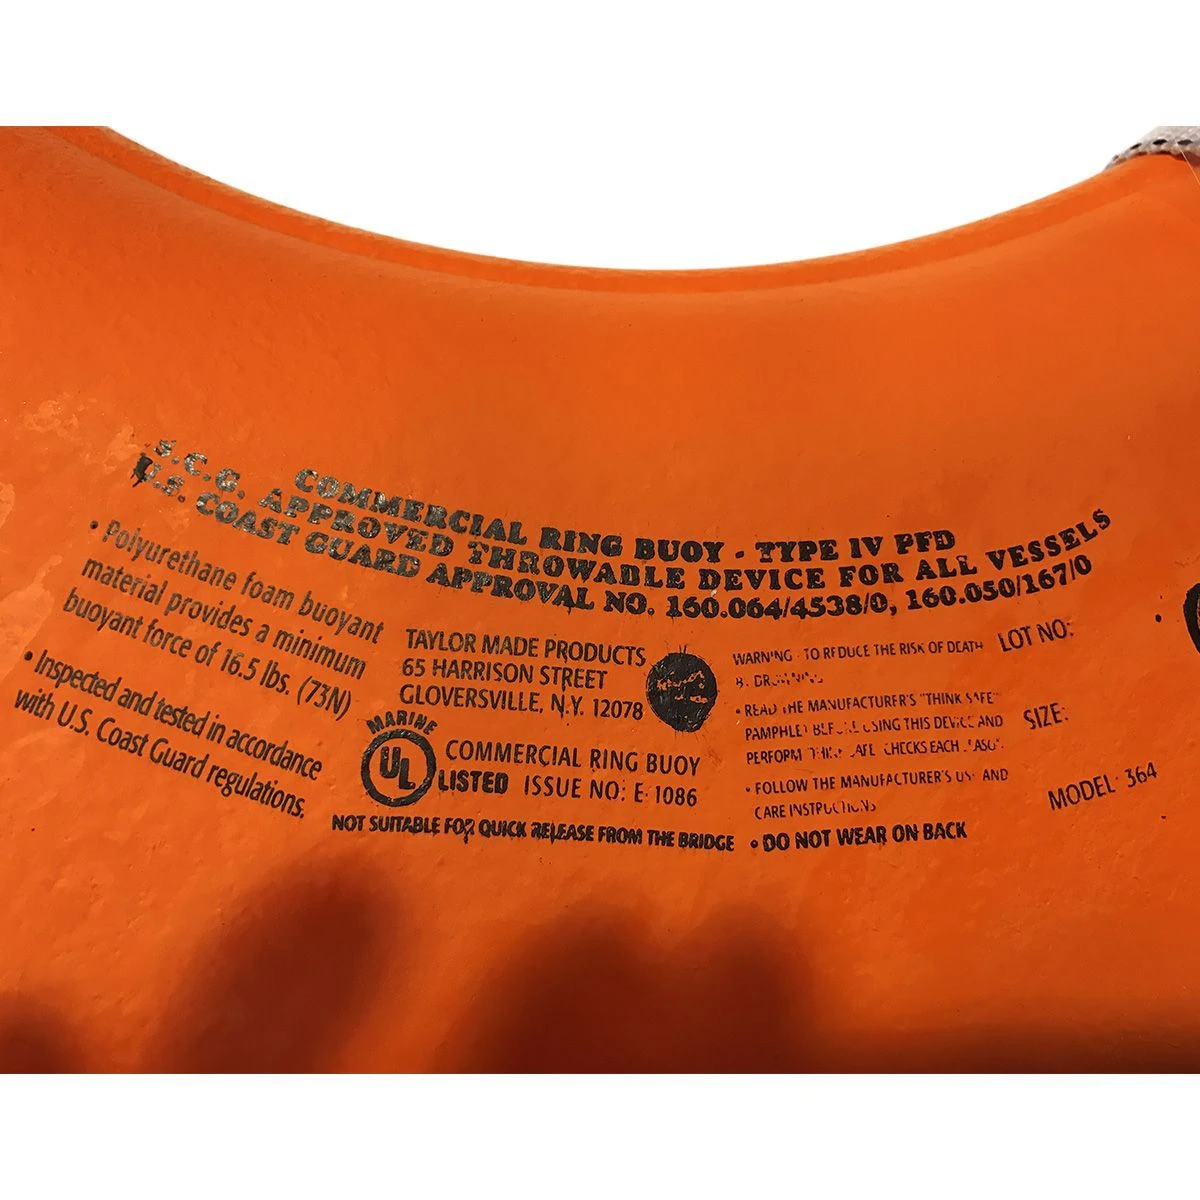 COMMERCIAL RING BUOY - TYPE IV PFD
S.C.G. APPROVED THROWABLE DEVICE FOR ALL VESSELS
U.S. COAST GUARD APPROVAL NO. 160.064/4538/0, 160.050/167/0
• Polyurethane foam buoyant
material provides a minimum
buoyant force of 16.5 lbs. (73N)
• Inspected and tested in accordance
with U.S. Coast Guard regulations.
TAYLOR MADE PRODUCTS
65 HARRISON STREET
GLOVERSVILLE, N.Y. 12078
MARINE
UL
LISTED
COMMERCIAL RING BUOY
ISSUE NO: E-1086
NOT SUITABLE FOR QUICK RELEASE FROM THE BRIDGE
WARNING: TO REDUCE THE RISK OF DEATH
• READ THE MANUFACTURER'S "THINK SAFE"
PAMPHLET BEFORE USING THIS DEVICE AND
PERFORM CHECKS EACH
• FOLLOW THE MANUFACTURER'S USE AND
CARE INSTRUCTIONS
• DO NOT WEAR ON BACK
LOT NO:
SIZE:
MODEL: 364